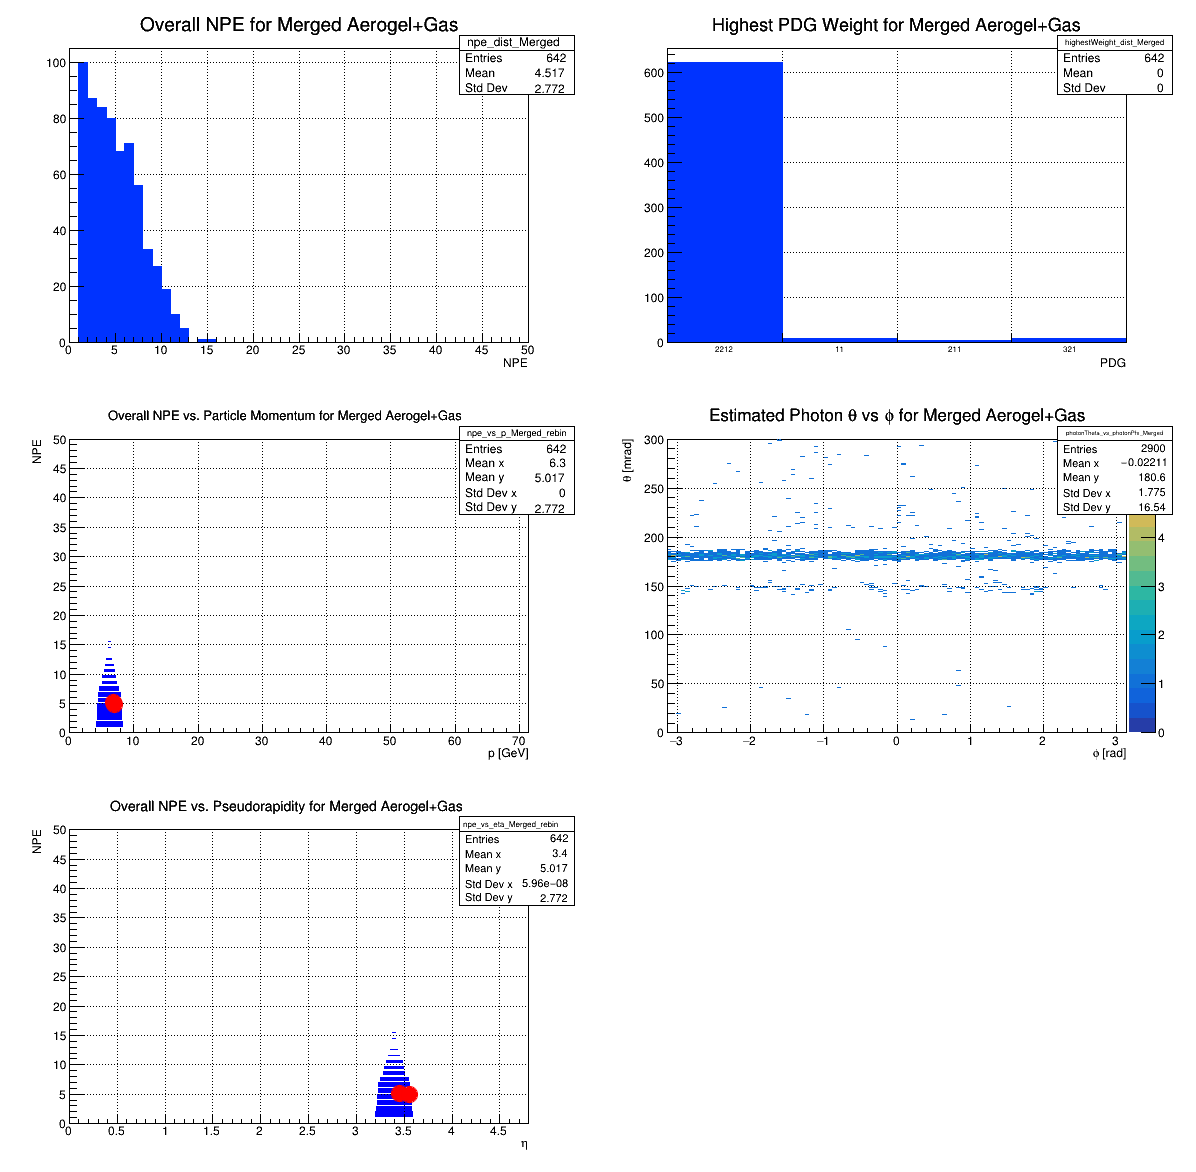 Overall NPE for Merged Aerogel+Gas
npe_dist_Merged
Entries 642
Mean 4.517
Std Dev 2.772
100
80
60
40
20
0
0 5 10 15 20 25 30 35 40 45 50
NPE
Highest PDG Weight for Merged Aerogel+Gas
highestWeight_dist_Merged
Entries 642
Mean 0
Std Dev 0
600
500
400
300
200
100
0
2212 11 211 321
PDG
Overall NPE vs. Particle Momentum for Merged Aerogel+Gas
npe_vs_p_Merged_rebin
Entries 642
Mean x 6.3
Mean y 5.017
Std Dev x 0
Std Dev y 2.772
NPE
50
45
40
35
30
25
20
15
10
5
0
0 10 20 30 40 50 60 70
p [GeV]
Estimated Photon θ vs ϕ for Merged Aerogel+Gas
photonTheta_vs_photonPhi_Merged
Entries 2900
Mean x −0.02211
Mean y 180.6
Std Dev x 1.775
Std Dev y 16.54
θ [mrad]
300
250
200
150
100
50
0
−3 −2 −1 0 1 2 3
ϕ [rad]
4
3
2
1
0
Overall NPE vs. Pseudorapidity for Merged Aerogel+Gas
npe_vs_eta_Merged_rebin
Entries 642
Mean x 3.4
Mean y 5.017
Std Dev x 5.96e−08
Std Dev y 2.772
NPE
50
45
40
35
30
25
20
15
10
5
0
0 0.5 1 1.5 2 2.5 3 3.5 4 4.5
η